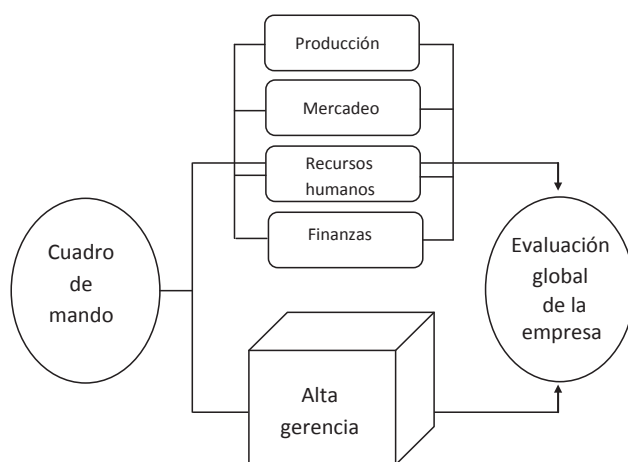 Producción
Mercadeo
Recursos
humanos
Finanzas
Cuadro
de
mando
Evaluación
global
de la
empresa
Alta
gerencia